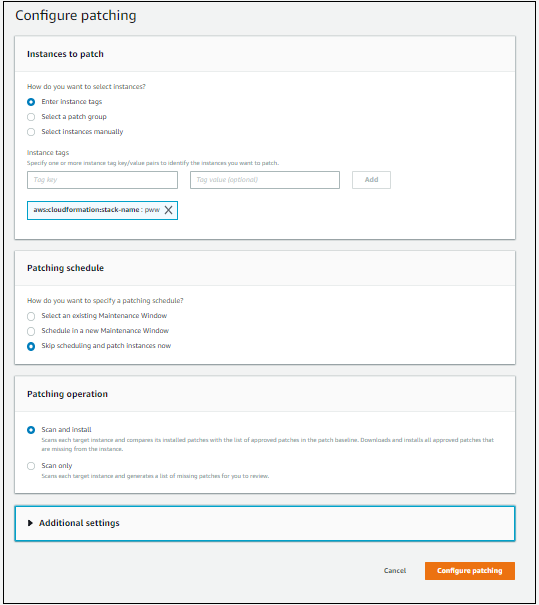 Configure patching
Instances to patch
How do you want to select instances?
Enter instance tags
Select a patch group
Select instances manually
Instance tags
Specify one or more instance tag key/value pairs to identify the instances you want to patch.
Tag key
Tag value (optional)
Add
aws:cloudformation:stack-name : pww
Patching schedule
How do you want to specify a patching schedule?
Select an existing Maintenance Window
Schedule in a new Maintenance Window
Skip scheduling and patch instances now
Patching operation
Scan and install
Scans each target instance and compares its installed patches with the list of approved patches in the patch baseline. Downloads and installs all approved patches that
are missing from the instance.
Scan only
Scans each target instance and generates a list of missing patches for you to review.
Additional settings
Cancel
Configure patching